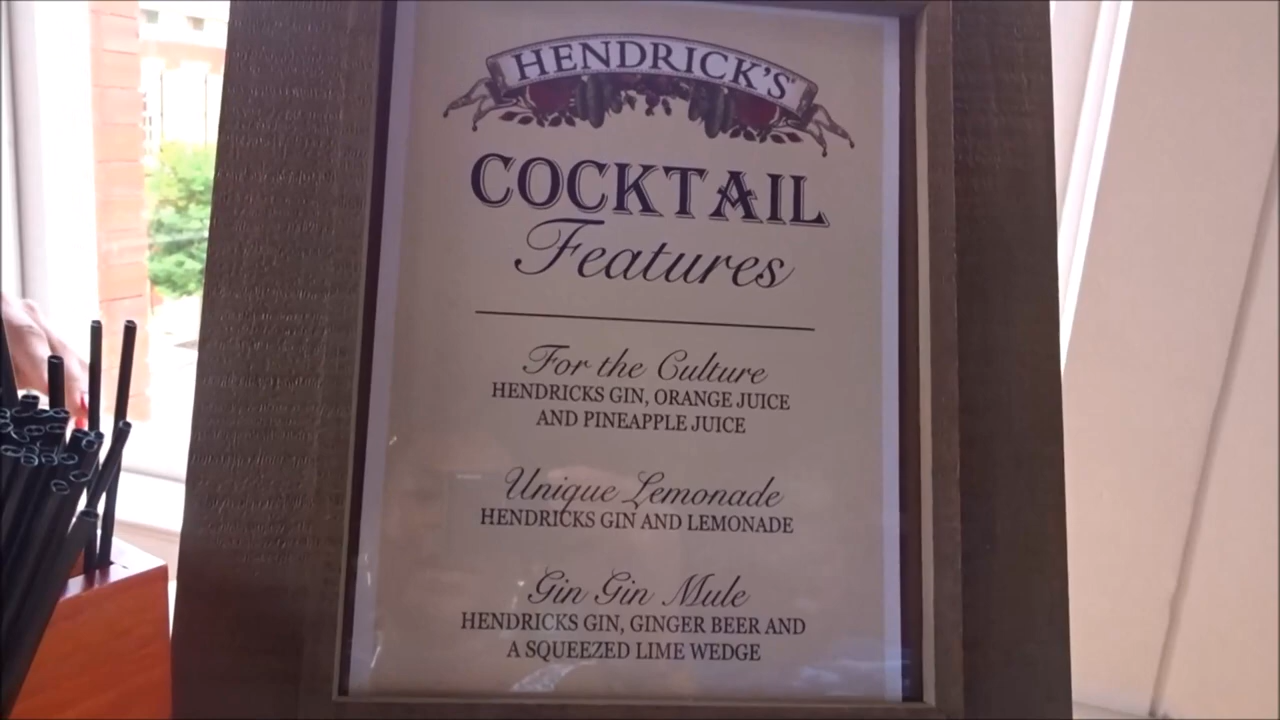 HENDRICK'S
COCKTAIL
Features
For the Culture
HENDRICKS GIN, ORANGE JUICE
AND PINEAPPLE JUICE
Unique Lemonade
HENDRICKS GIN AND LEMONADE
Gin Gin Mule
HENDRICKS GIN, GINGER BEER AND
A SQUEEZED LIME WEDGE